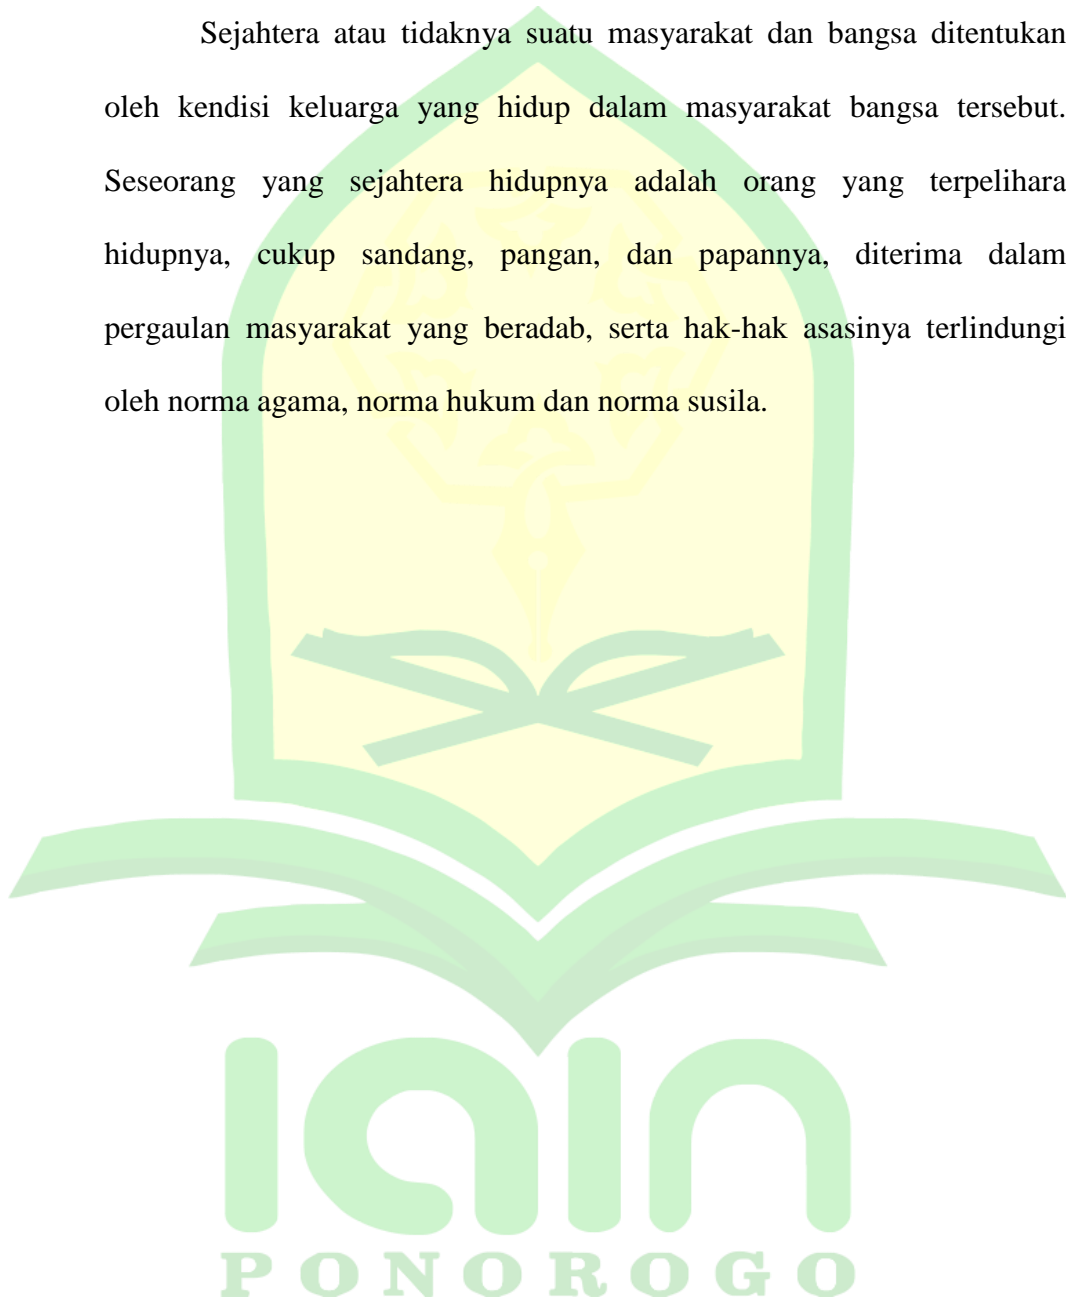 Sejahtera atau tidaknya suatu masyarakat dan bangsa ditentukan
oleh kendisi keluarga yang hidup dalam masyarakat bangsa tersebut.
Seseorang yang sejahtera hidupnya adalah orang yang terpelihara
hidupnya, cukup sandang, pangan, dan papannya, diterima dalam
pergaulan masyarakat yang beradab, serta hak-hak asasinya terlindungi
oleh norma agama, norma hukum dan norma susila.
IAIN
PONOROGO